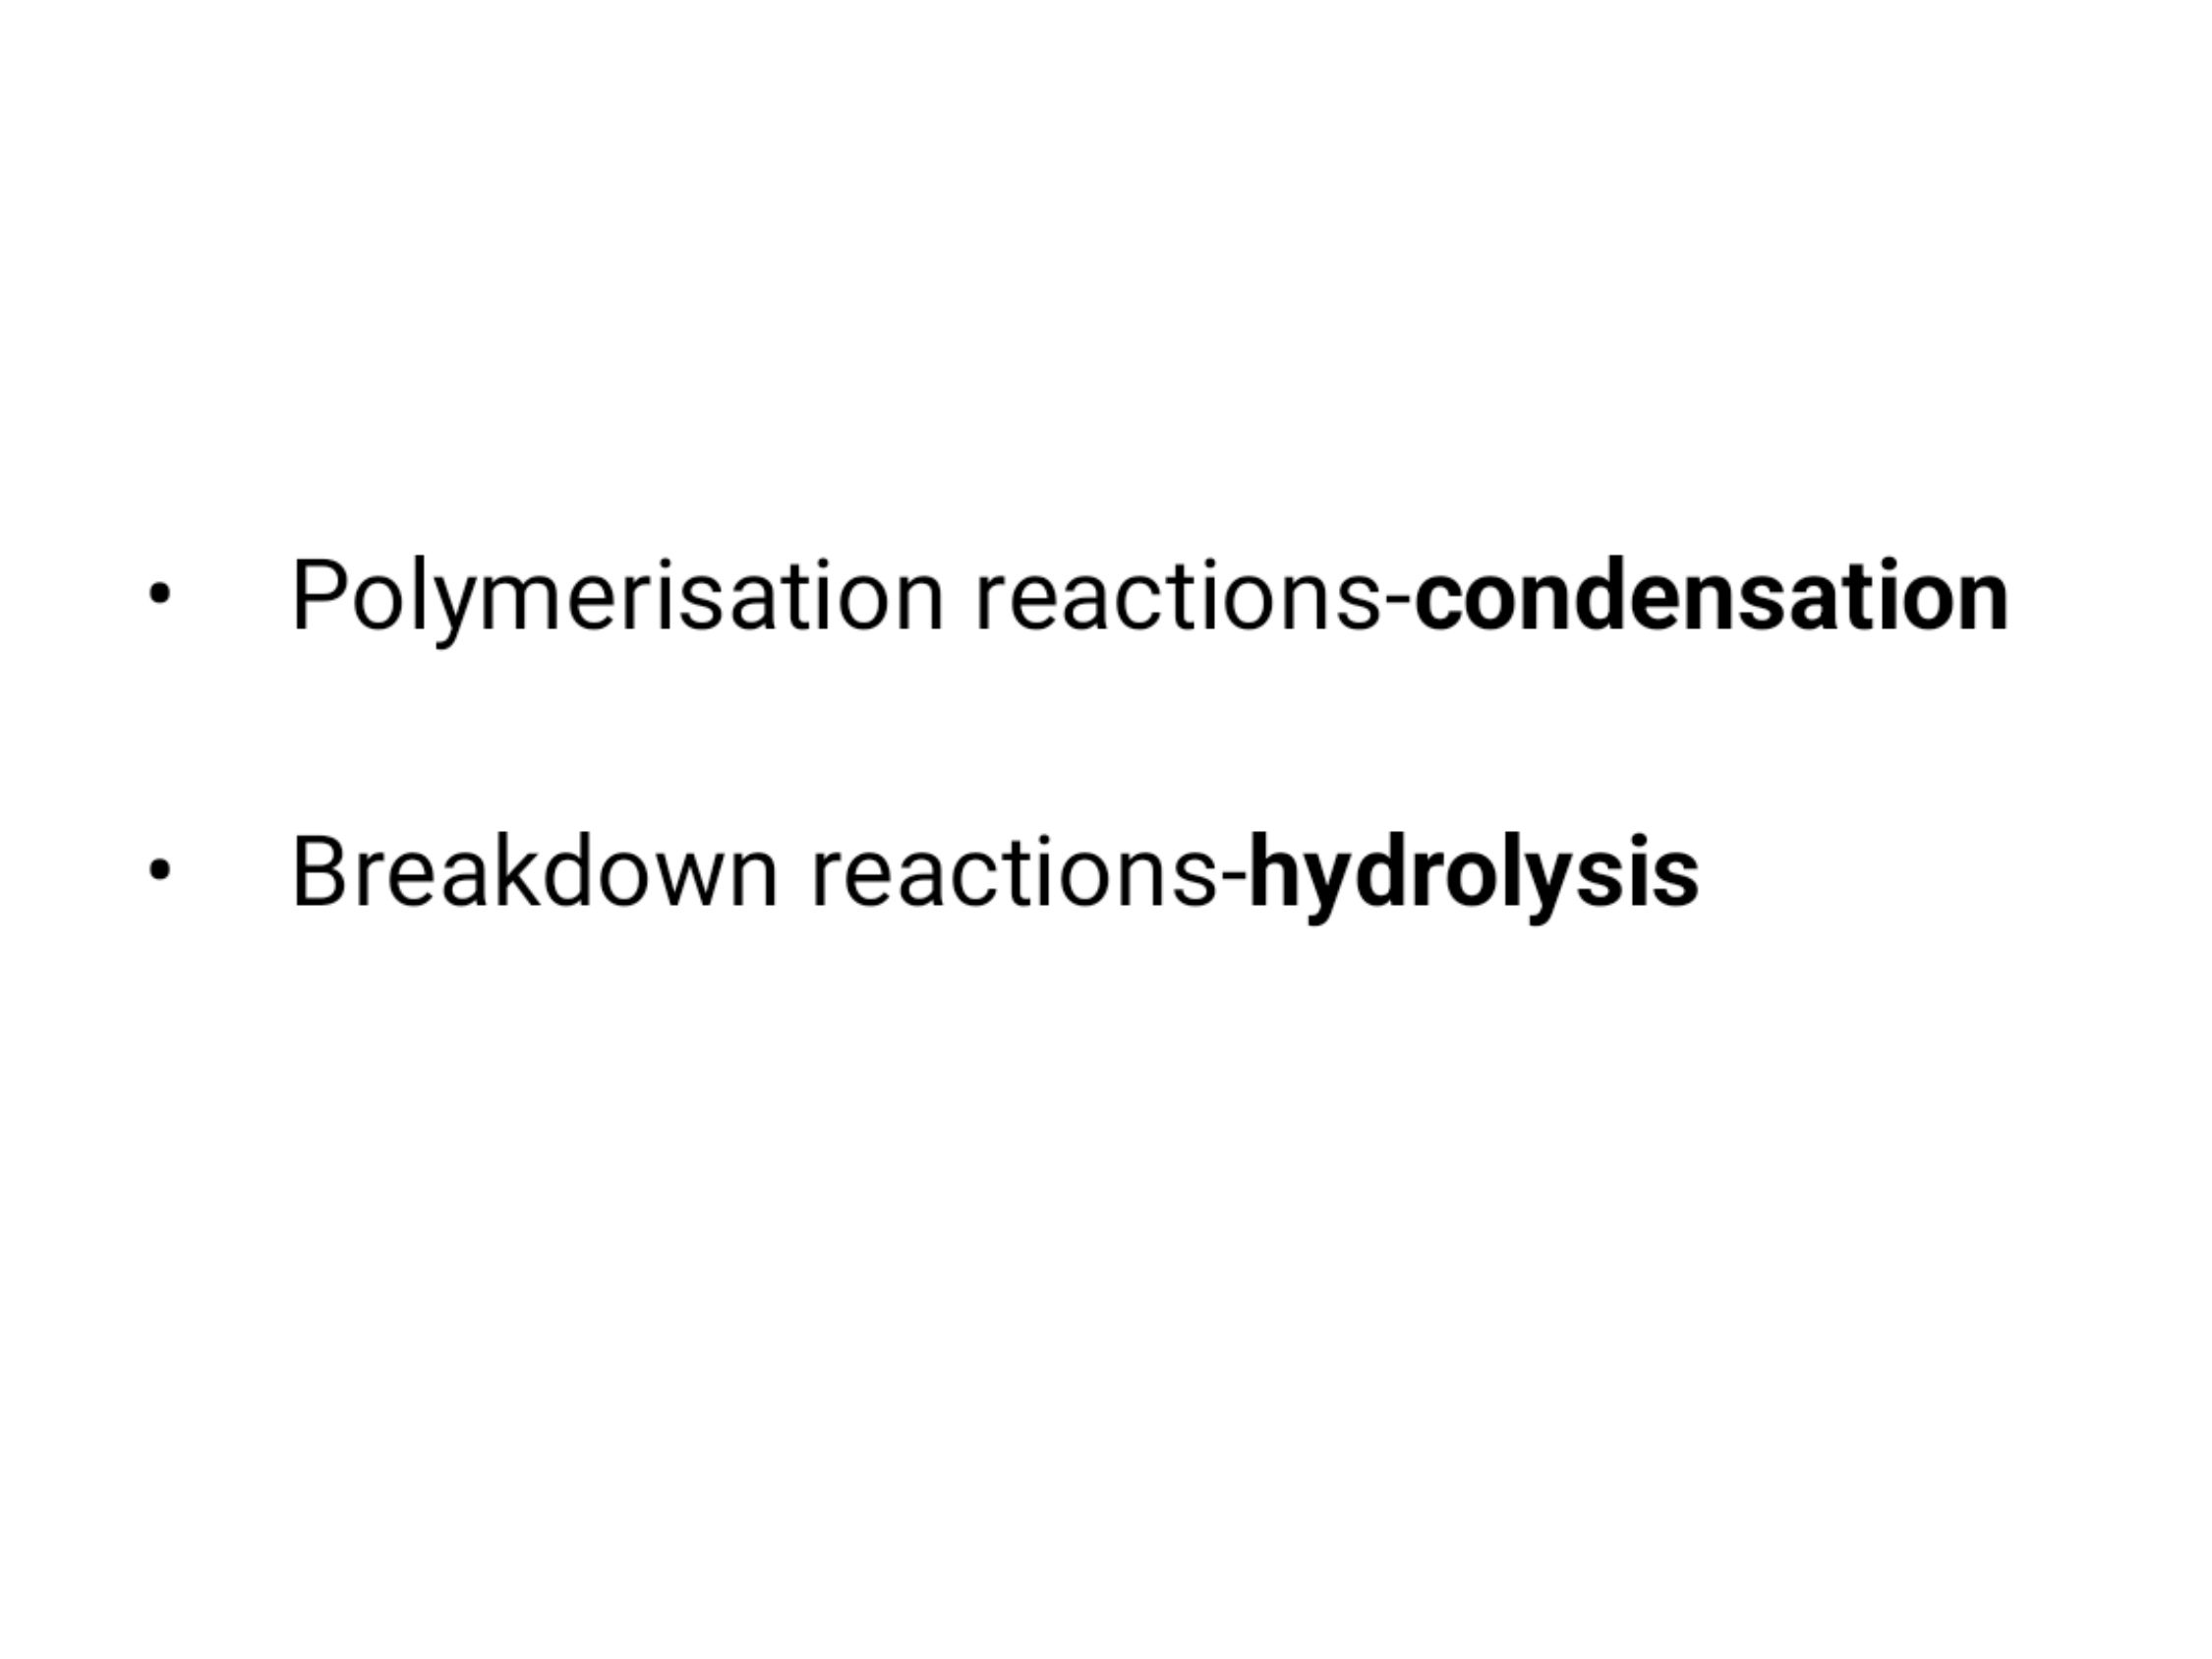 • Polymerisation reactions-condensation
• Breakdown reactions-hydrolysis